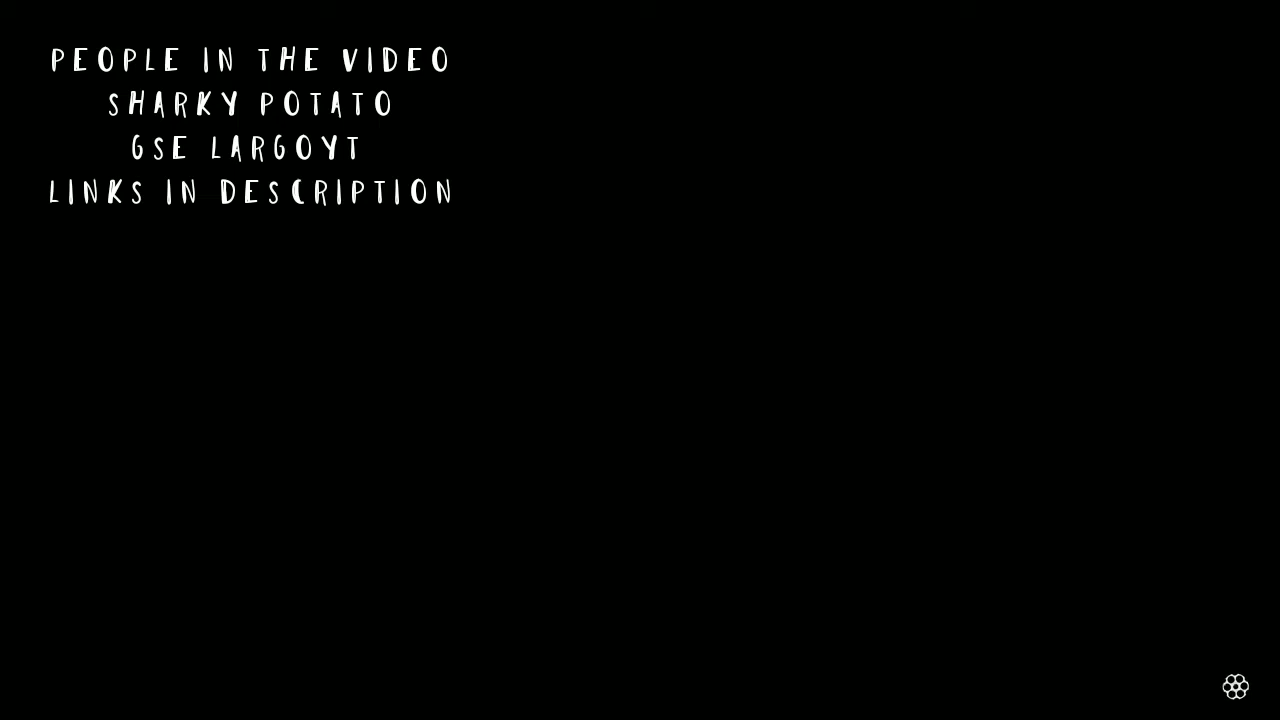 PEOPLE IN THE VIDEO
SHARKY POTATO
GSE LARGOYT
LINKS IN DESCRIPTION